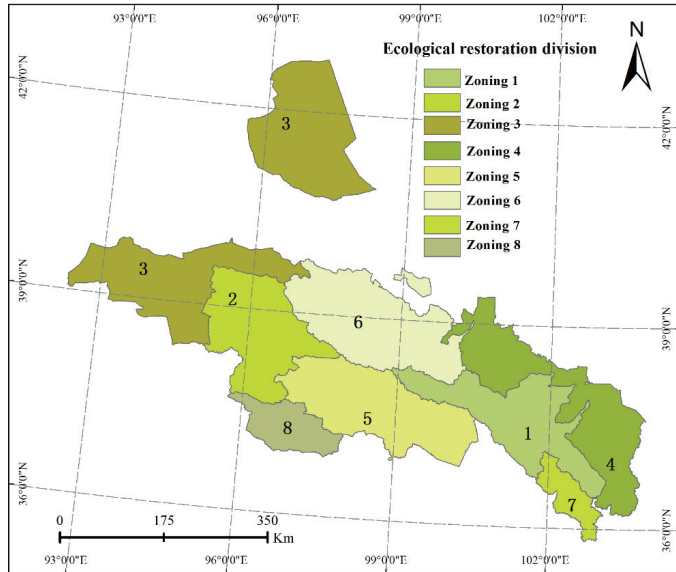 93°0'0"E
96°0'0"E
99°0'0"E
102°0'0"E
N
Ecological restoration division
Zoning 1
Zoning 2
Zoning 3
Zoning 4
Zoning 5
Zoning 6
Zoning 7
Zoning 8
42°0'0"N
42°0'0"N
3
3
39°0'0"N
39°0'0"N
2
6
5
1
8
4
7
36°0'0"N
36°0'0"N
0
175
350
Km
93°0'0"E
96°0'0"E
99°0'0"E
102°0'0"E